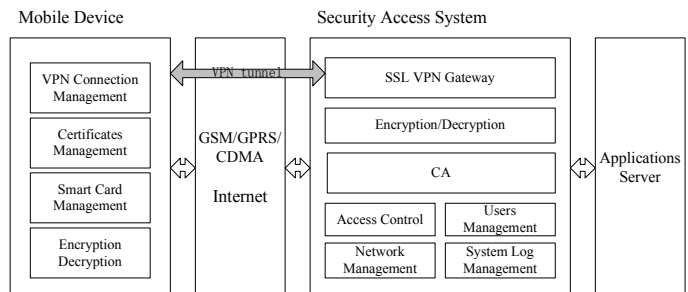 Mobile Device
Security Access System
VPN Connection
Management
Certificates
Management
Smart Card
Management
Encryption
Decryption
VPN tunnel
GSM/GPRS/
CDMA
Internet
SSL VPN Gateway
Encryption/Decryption
CA
Access Control
Users
Management
Network
Management
System Log
Management
Applications
Server